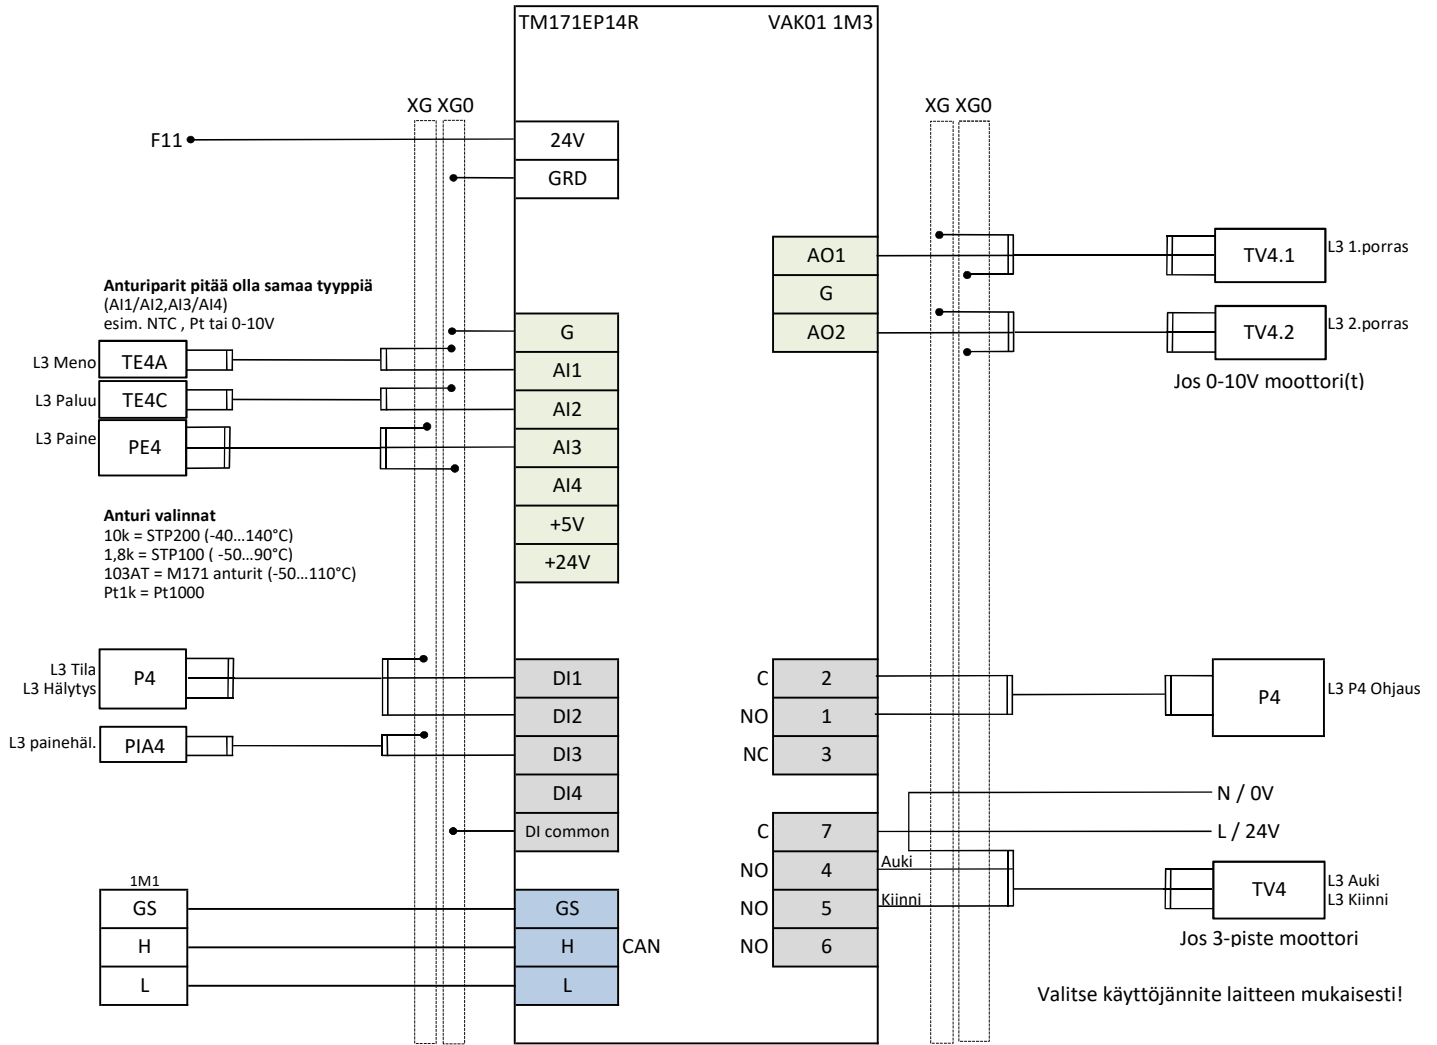 TM171EP14R
VAK01 1M3
XG XG0
XG XG0
F11
24V
GRD
Anturiparit pitää olla samaa tyyppiä
(AI1/AI2,AI3/AI4)
esim. NTC , Pt tai 0-10V
L3 Meno
TE4A
L3 Paluu
TE4C
L3 Paine
PE4
G
AI1
AI2
AI3
AI4
+5V
+24V
Anturi valinnat
10k = STP200 (-40...140°C)
1,8k = STP100 ( -50...90°C)
103AT = M171 anturit (-50...110°C)
Pt1k = Pt1000
AO1
G
AO2
TV4.1
L3 1.porras
TV4.2
L3 2.porras
Jos 0-10V moottori(t)
L3 Tila
L3 Hälytys
P4
L3 painehäl.
PIA4
DI1
DI2
DI3
DI4
DI common
C
2
NO
1
NC
3
P4
L3 P4 Ohjaus
N / 0V
L / 24V
C
7
NO
4
Auki
NO
5
Kiinni
NO
6
TV4
L3 Auki
L3 Kiinni
Jos 3-piste moottori
1M1
GS
H
L
GS
H
L
CAN
Valitse käyttöjännite laitteen mukaisesti!